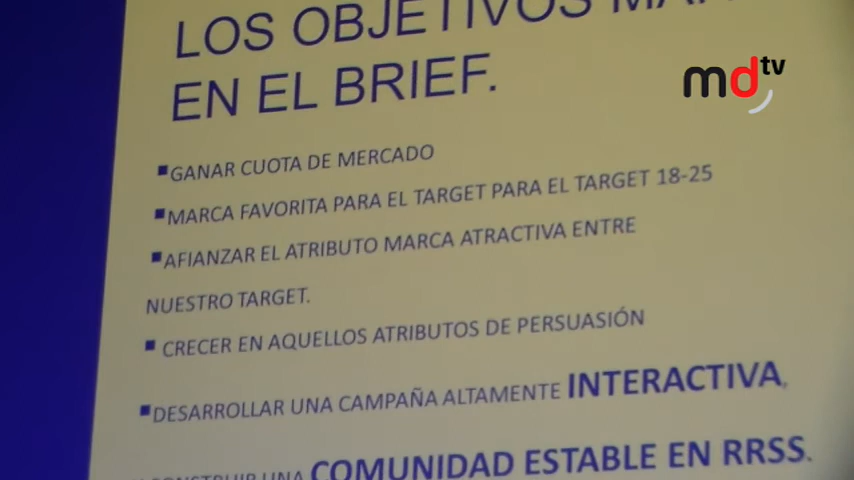 LOS OBJETIVOS
EN EL BRIEF.
mdtv
▪GANAR CUOTA DE MERCADO
▪MARCA FAVORITA PARA EL TARGET PARA EL TARGET 18-25
▪AFIANZAR EL ATRIBUTO MARCA ATRACTIVA ENTRE
NUESTRO TARGET.
▪ CRECER EN AQUELLOS ATRIBUTOS DE PERSUASIÓN
▪DESARROLLAR UNA CAMPAÑA ALTAMENTE INTERACTIVA,
UNA COMUNIDAD ESTABLE EN RRSS.